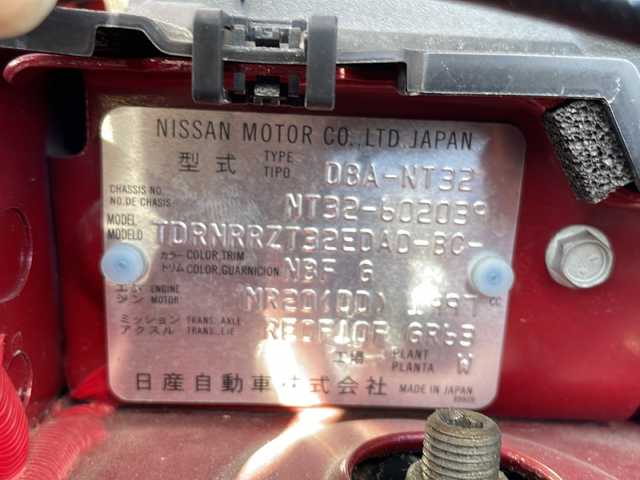 NISSAN MOTOR CO.,LTD.JAPAN
型式 TYPE TIPO DBA-NT32
CHASSIS NO. NO.DE CHASIS NT32-602039
MODEL MODELO TDRNRRZT32EDAD-BC-
カラー COLOR,TRIM トリム COLOR,GUARNICION NBF G
エンジン ENGINE MOTOR MR20(DD) 1997 CC
ミッション TRANS.,AXLE アクスル TRANS.,EJE RE0F10F GR63
工場 PLANT PLANTA W
日産自動車株式会社 MADE IN JAPAN